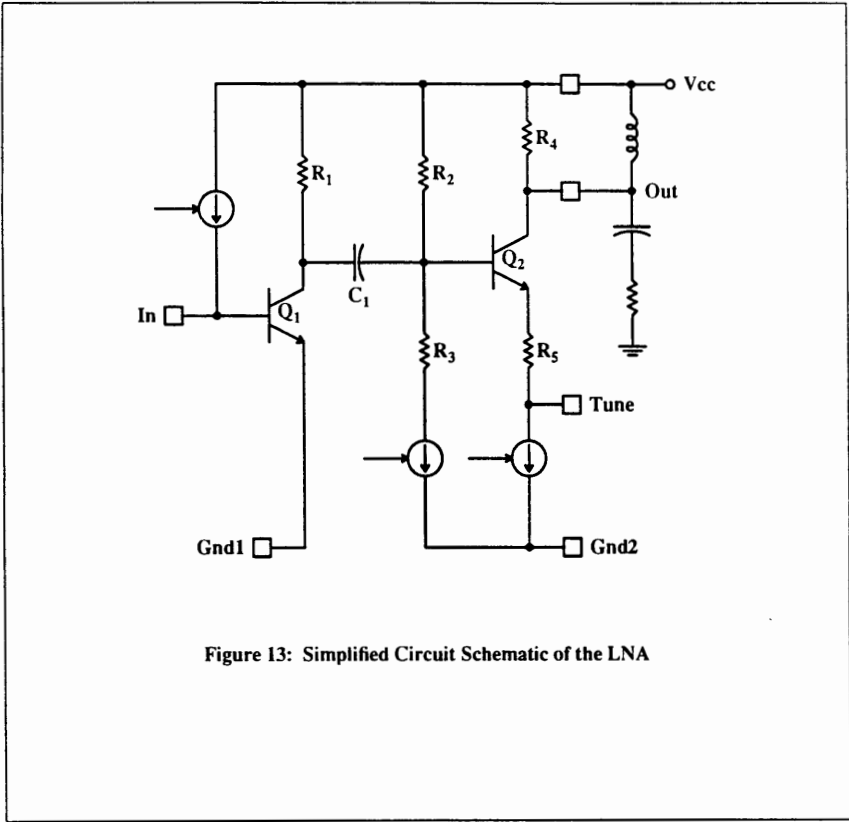 Vcc
R4
R1
R2
Out
Q2
C1
In
Q1
R3
R5
Tune
Gnd1
Gnd2
Figure 13: Simplified Circuit Schematic of the LNA